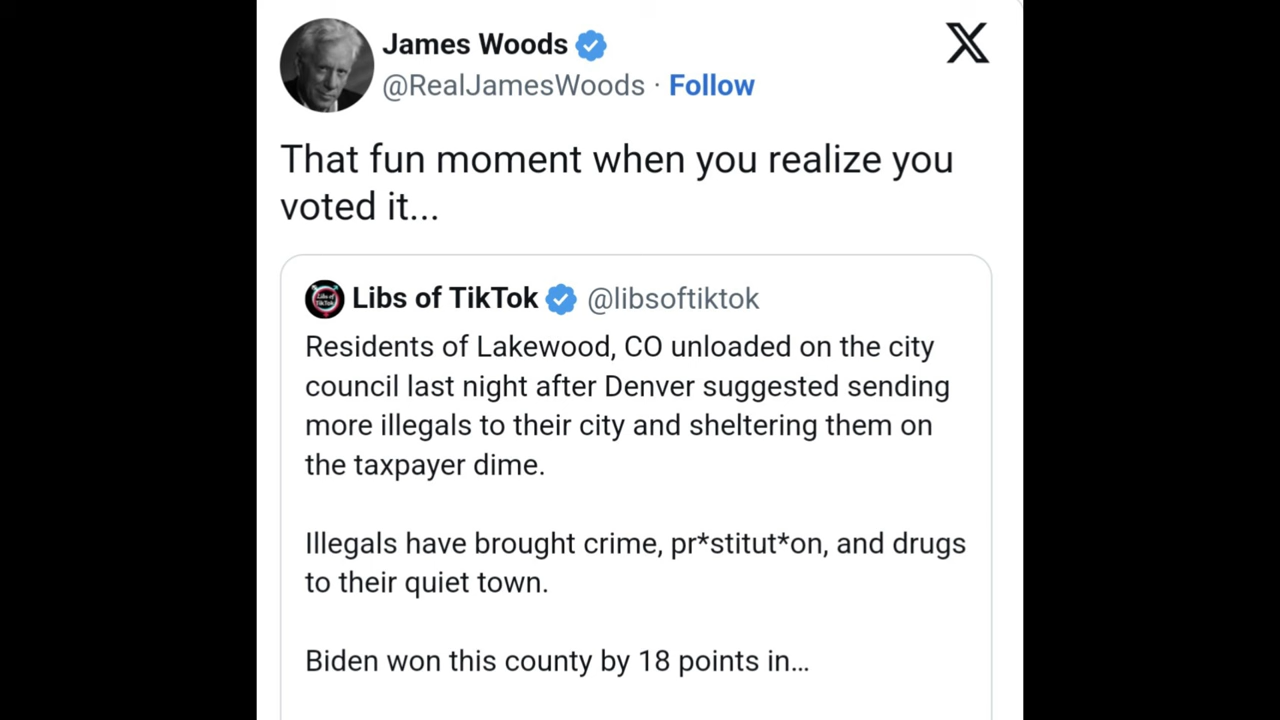 James Woods
@RealJamesWoods · Follow
X
That fun moment when you realize you
voted it...
Libs of TikTok
Libs of TikTok @libsoftiktok
Residents of Lakewood, CO unloaded on the city
council last night after Denver suggested sending
more illegals to their city and sheltering them on
the taxpayer dime.
Illegals have brought crime, pr*stitut*on, and drugs
to their quiet town.
Biden won this county by 18 points in...